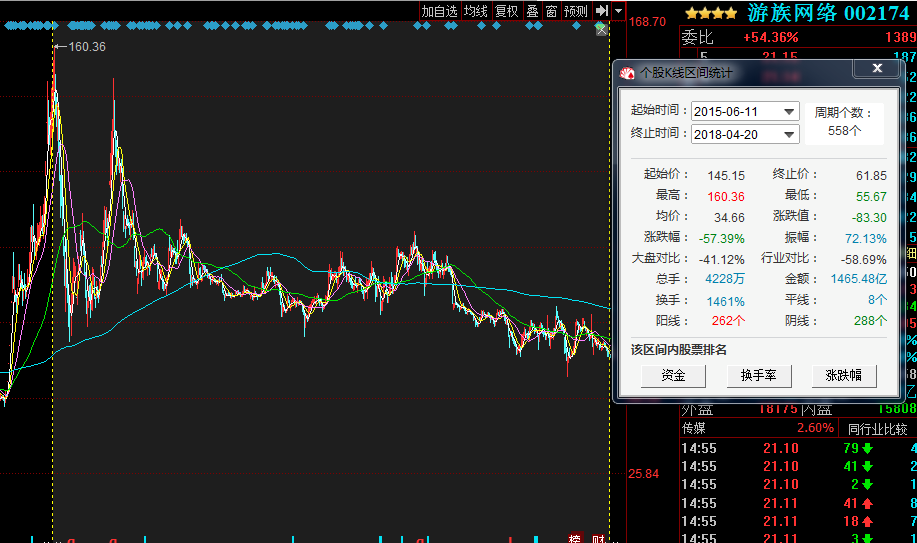 加自选 均线 复权 叠 窗 预测
168.70
160.36
25.84
榜 财
游族网络 002174
委比 +54.36% 1389
5 21.15 187
个股K线区间统计
起始时间： 2015-06-11
终止时间： 2018-04-20
周期个数：
558个
起始价： 145.15 终止价： 61.85
最高： 160.36 最低： 55.67
均价： 34.66 涨跌值： -83.30
涨跌幅： -57.39% 振幅： 72.13%
大盘对比： -41.12% 行业对比： -58.69%
总手： 4228万 金额： 1465.48亿
换手： 1461% 平线： 8个
阳线： 262个 阴线： 288个
该区间内股票排名
资金 换手率 涨跌幅
外盘 18175 内盘 15808
传媒 2.60% 同行业比较
14:55 21.10 79
14:55 21.10 41
14:55 21.10 2
14:55 21.11 41
14:55 21.10 18
14:55 21.11 3